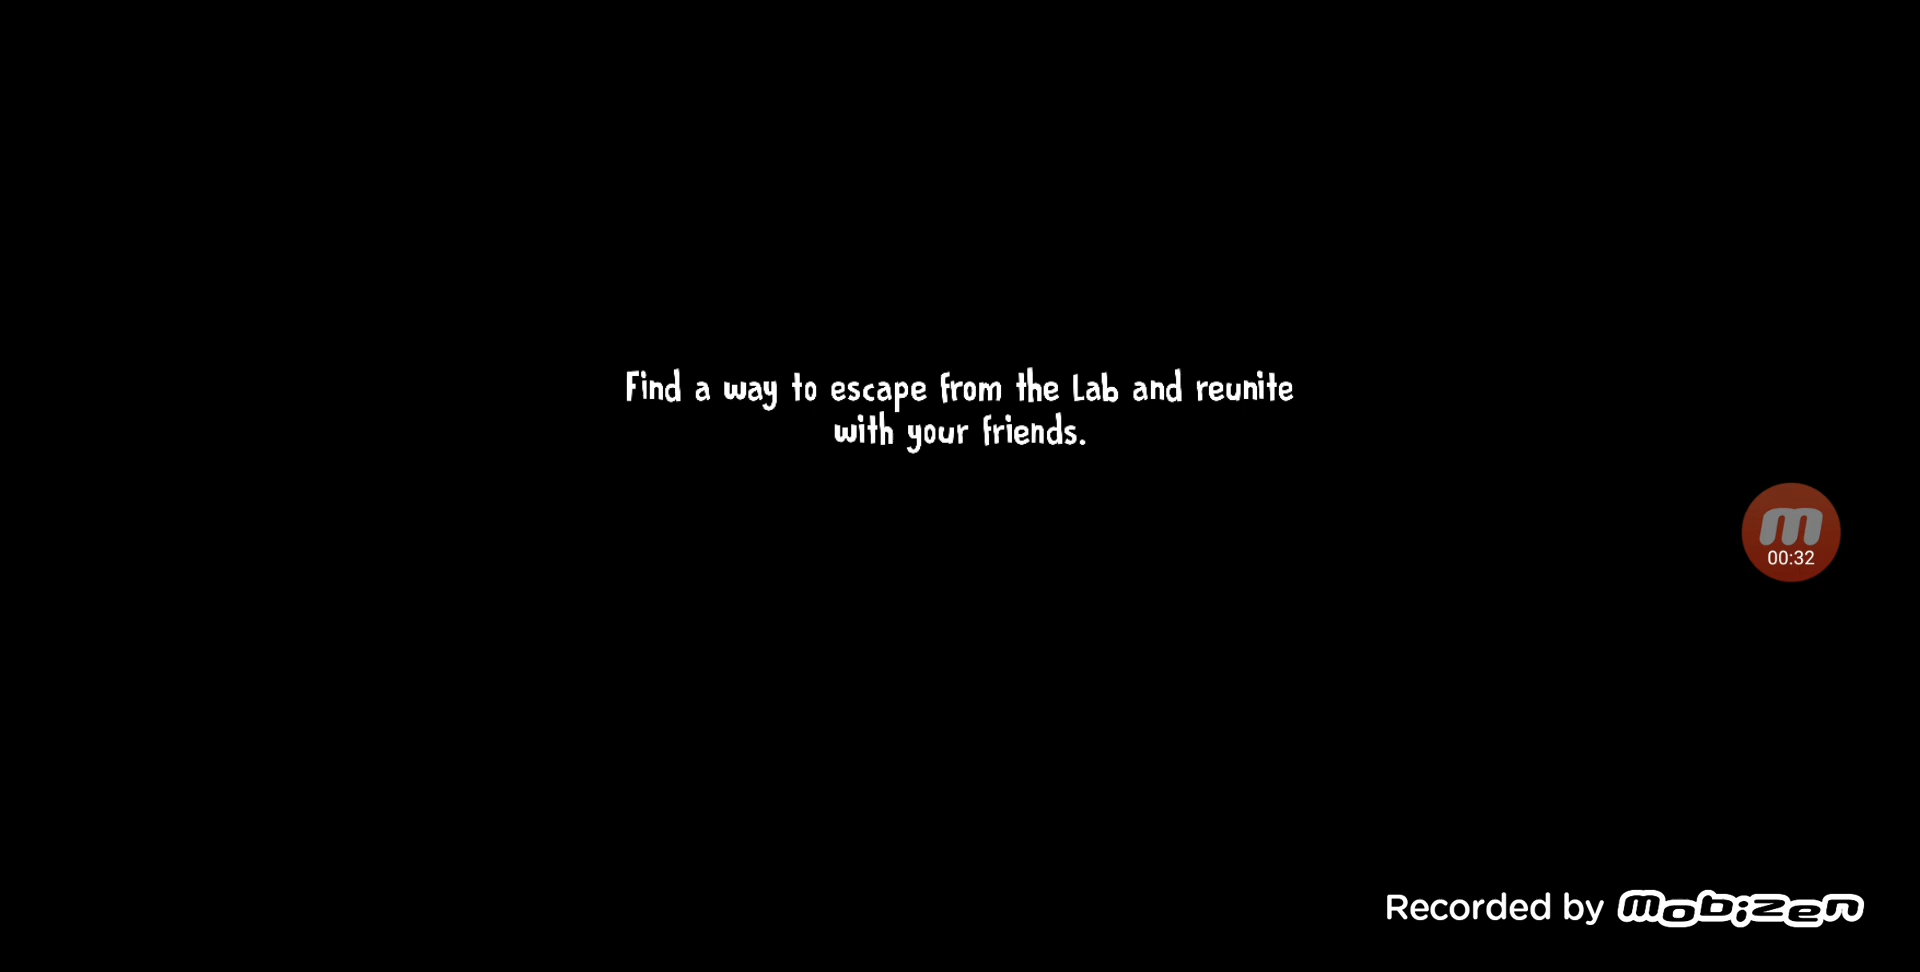 Find a way to escape from the Lab and reunite
with your friends.
m
00:32
Recorded by mobizen